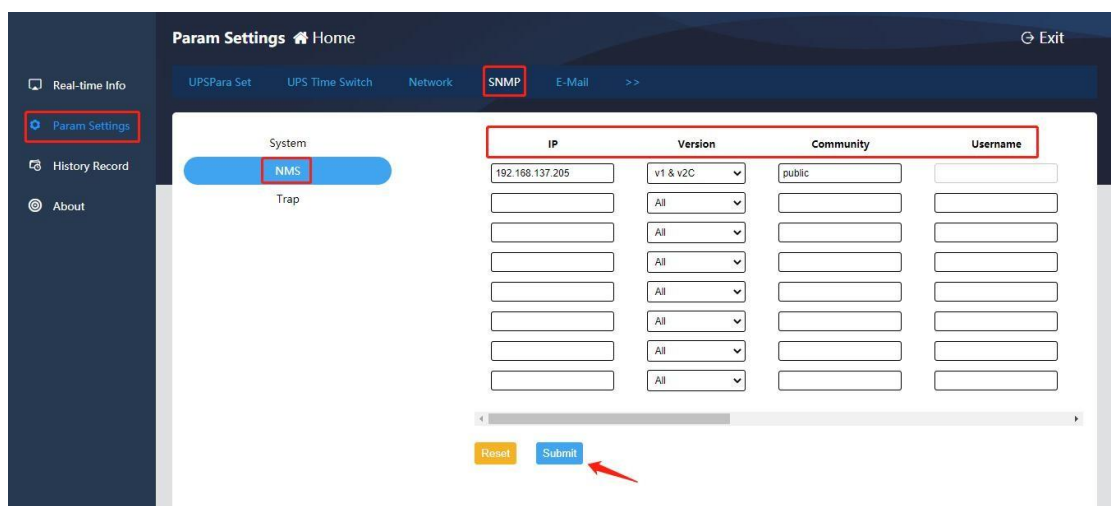 Param Settings Home Exit
UPSPara Set UPS Time Switch Network SNMP E-Mail >>
Real-time Info
Param Settings
History Record
About
System
NMS
Trap
IP Version Community Username
192.168.137.205 v1 & v2C public
All
All
All
All
All
All
All
Reset Submit